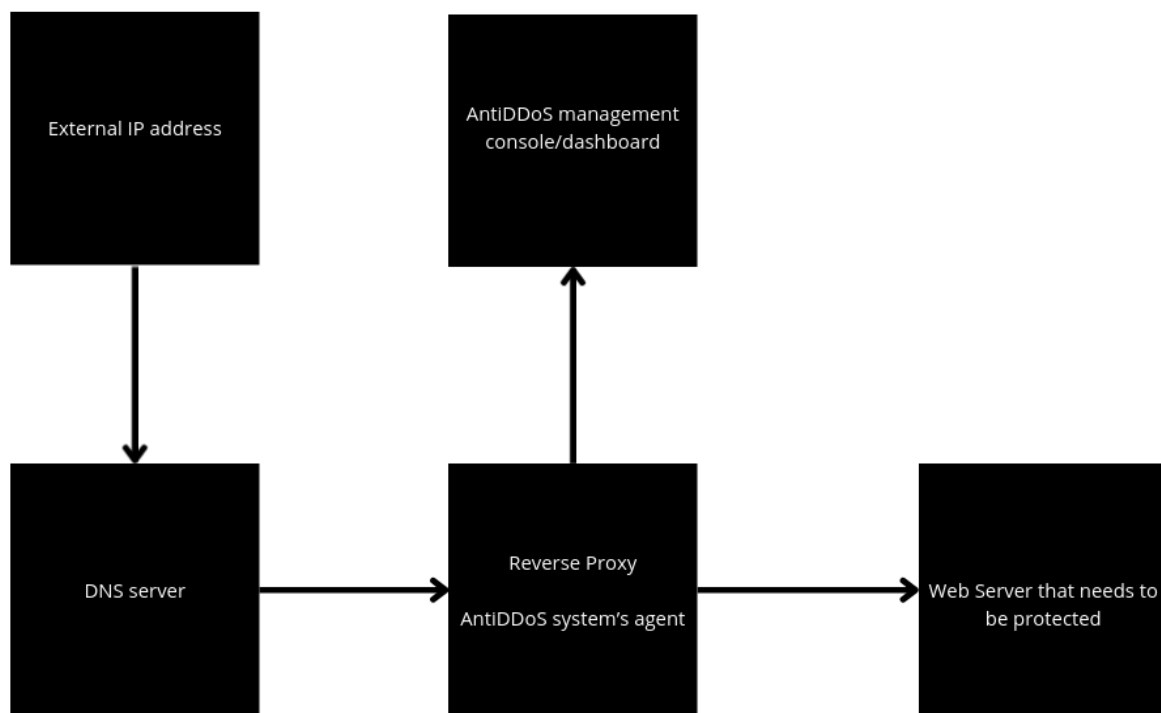 External IP address
AntiDDoS management
console/dashboard
DNS server
Reverse Proxy
AntiDDoS system’s agent
Web Server that needs to
be protected